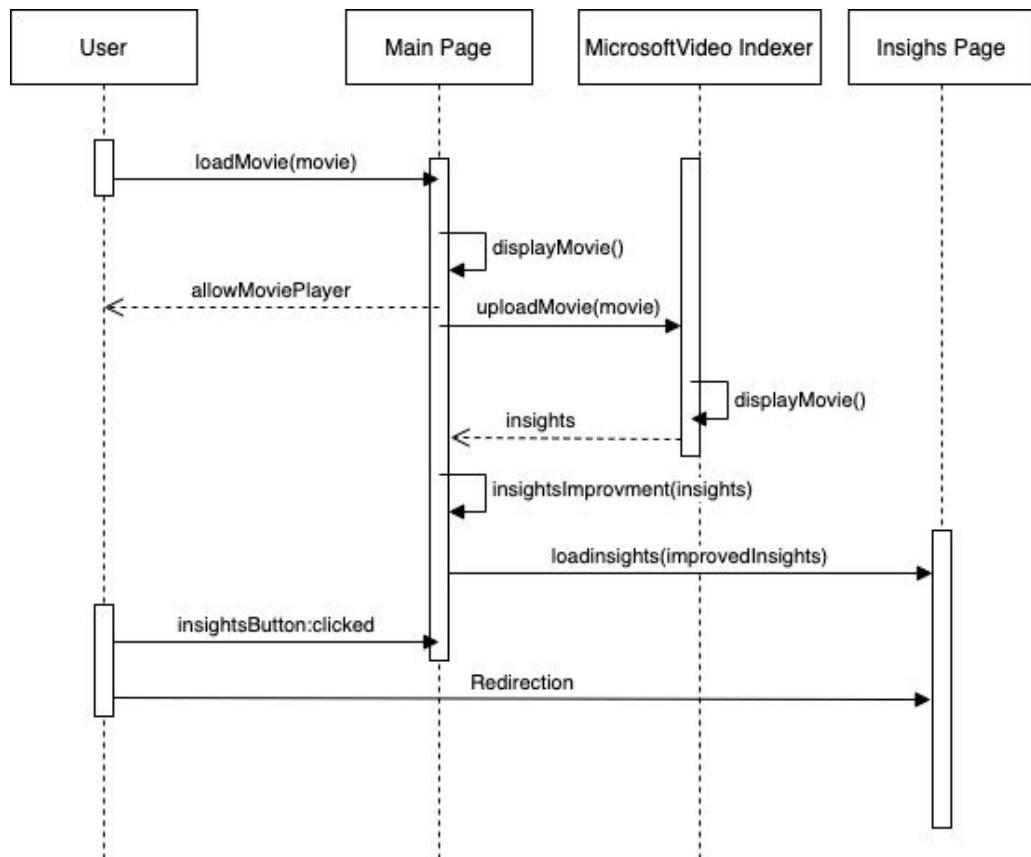 User
Main Page
MicrosoftVideo Indexer
Insighs Page
loadMovie(movie)
displayMovie()
allowMoviePlayer
uploadMovie(movie)
displayMovie()
insights
insightsImprovment(insights)
loadinsights(improvedInsights)
insightsButton:clicked
Redirection